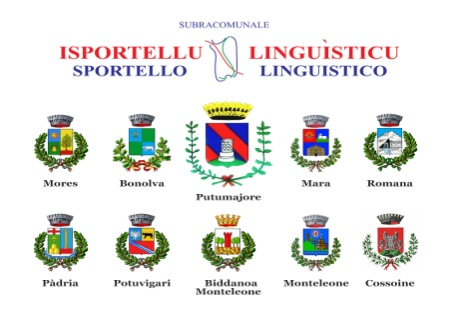 SUBRACOMUNALE
ISPORTELLU LINGUÌSTICU
SPORTELLO LINGUISTICO
Mores
Bonolva
Putumajore
Mara
Romana
Pàdria
Potuvigari
Biddanoa
Monteleone
Monteleone
Cossoine